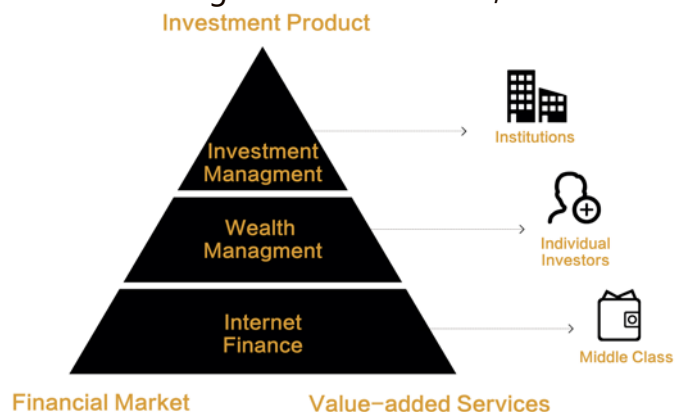 Investment Product
Investment
Managment
Institutions
Wealth
Managment
Individual
Investors
Internet
Finance
Middle Class
Financial Market
Value-added Services